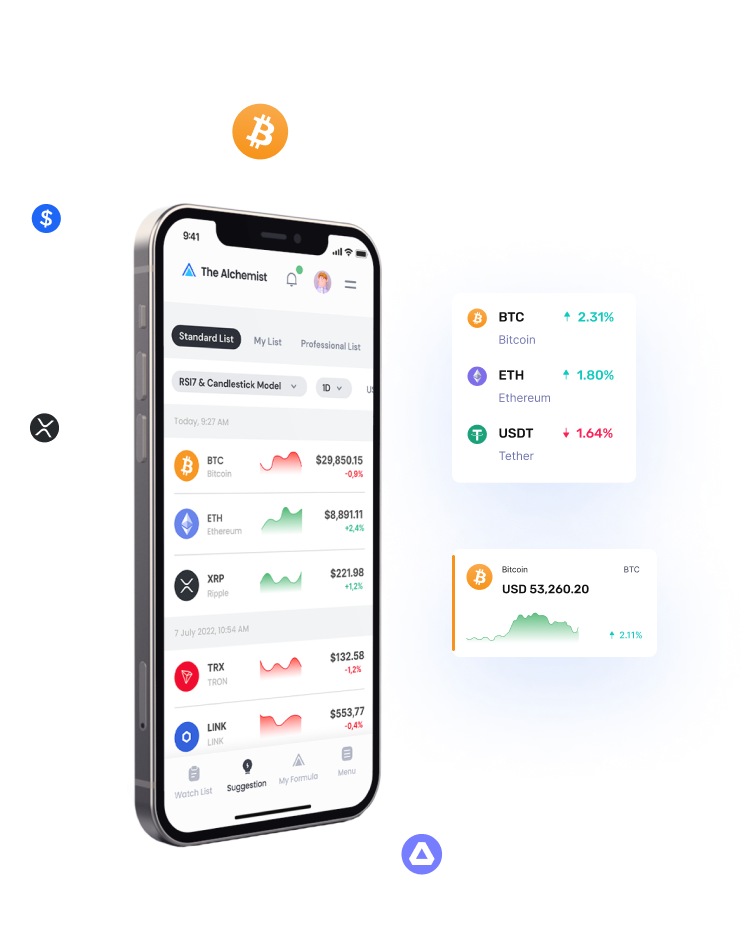 9:41
The Alchemist
Standard List
My List
Professional List
RSI7 & Candlestick Model
1D
US
Today, 9:27 AM
BTC
Bitcoin
$29,850.15
-0,9%
ETH
Ethereum
$8,891.11
+2,4%
XRP
Ripple
$221.98
+1,2%
7 July 2022, 10:54 AM
TRX
TRON
$132.58
-1,2%
LINK
LINK
$553,77
-0,4%
Watch List
Suggestion
My Formula
Menu
BTC
2.31%
Bitcoin
ETH
1.80%
Ethereum
USDT
1.64%
Tether
Bitcoin
BTC
USD 53,260.20
2.11%